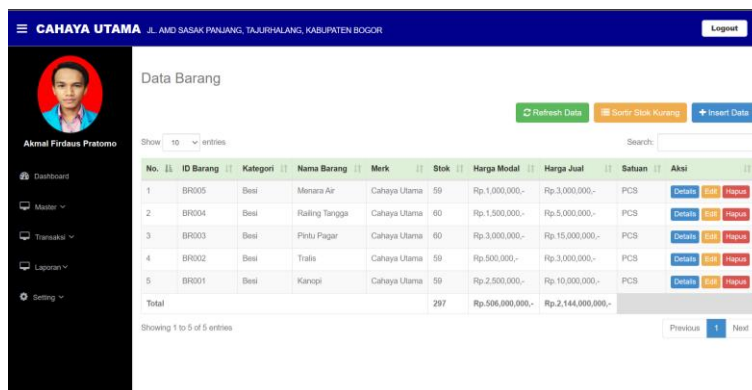 CAHAYA UTAMA JL. AMD SASAK PANJANG, TAJURHALANG, KABUPATEN BOGOR Logout
Akmal Firdaus Pratomo
Dashboard
Master
Transaksi
Laporan
Setting
Data Barang
Refresh Data Sortir Stok Kurang + Insert Data
Show 10 entries Search:
No. ID Barang Kategori Nama Barang Merk Stok Harga Modal Harga Jual Satuan Aksi
1 BR005 Besi Menara Air Cahaya Utama 59 Rp.1,000,000,- Rp.3,000,000,- PCS Details Edit Hapus
2 BR004 Besi Railing Tangga Cahaya Utama 60 Rp.1,500,000,- Rp.5,000,000,- PCS Details Edit Hapus
3 BR003 Besi Pintu Pagar Cahaya Utama 60 Rp.3,000,000,- Rp.15,000,000,- PCS Details Edit Hapus
4 BR002 Besi Tralis Cahaya Utama 59 Rp.500,000,- Rp.3,000,000,- PCS Details Edit Hapus
5 BR001 Besi Kanopi Cahaya Utama 59 Rp.2,500,000,- Rp.10,000,000,- PCS Details Edit Hapus
Total 297 Rp.506,000,000,- Rp.2,144,000,000,-
Showing 1 to 5 of 5 entries Previous 1 Next